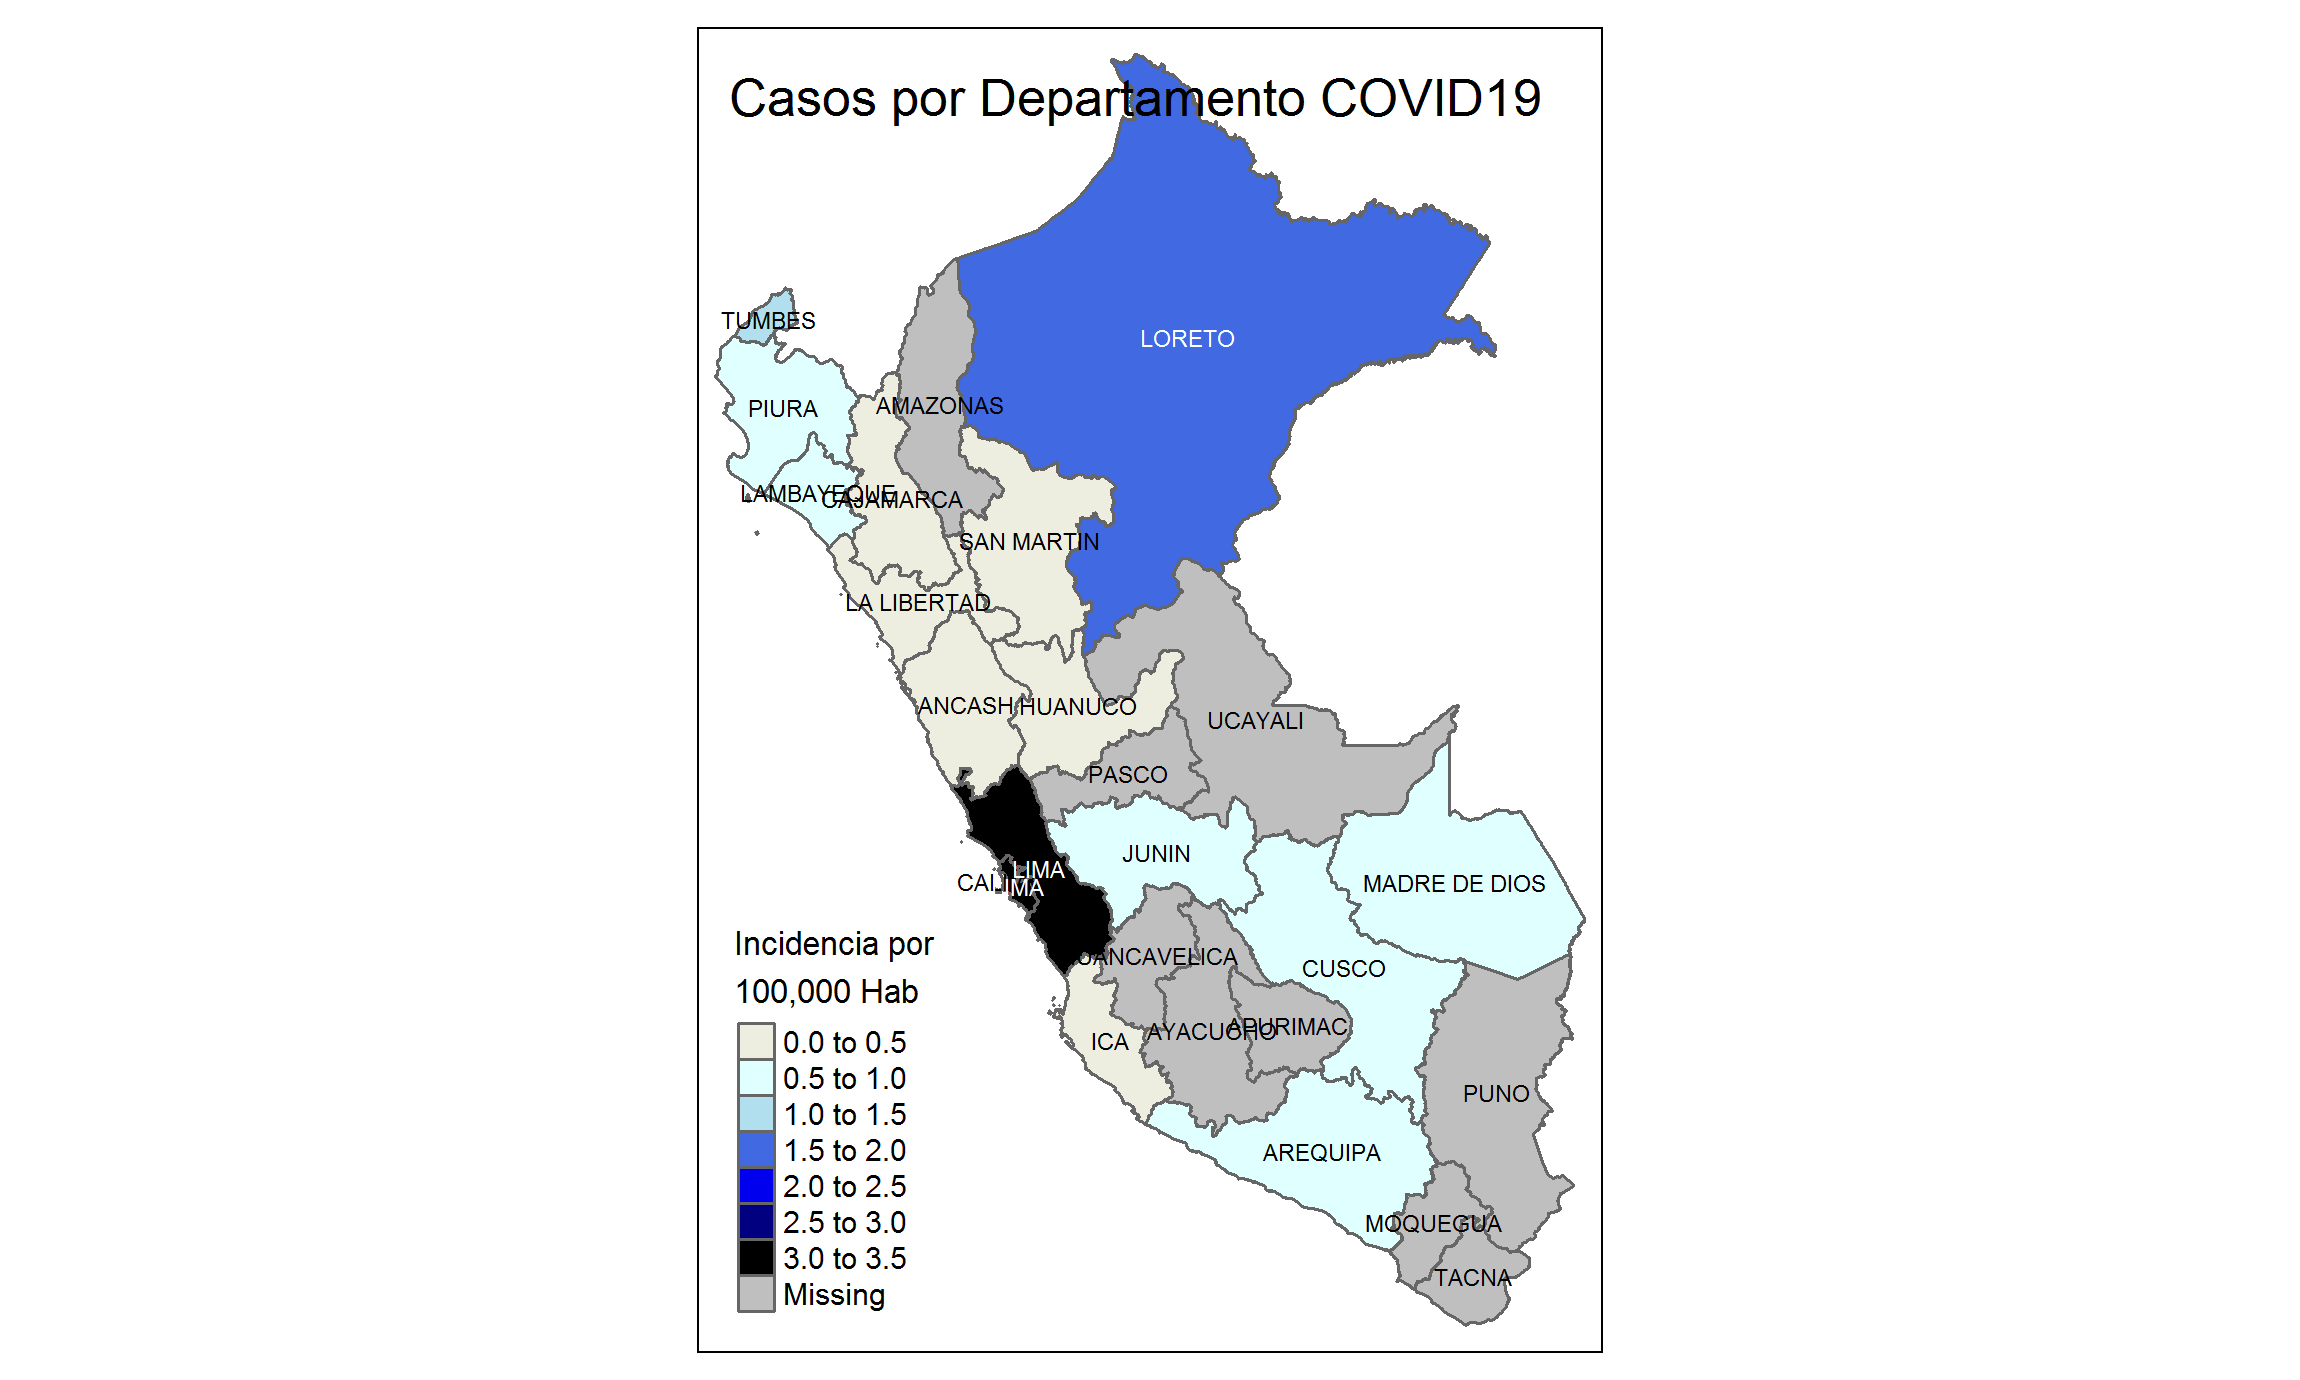 Casos por Departamento COVID19
LORETO
TUMBES
AMAZONAS
PIURA
LAMBAYEQUE
CAJAMARCA
SAN MARTIN
LA LIBERTAD
ANCASH
HUANUCO
UCAYALI
PASCO
JUNIN
LIMA
MADRE DE DIOS
ANCAVELICA
CUSCO
AYACUCHO
APURIMAC
ICA
PUNO
AREQUIPA
MOQUEGUA
TACNA
Incidencia por
100,000 Hab
0.0 to 0.5
0.5 to 1.0
1.0 to 1.5
1.5 to 2.0
2.0 to 2.5
2.5 to 3.0
3.0 to 3.5
Missing